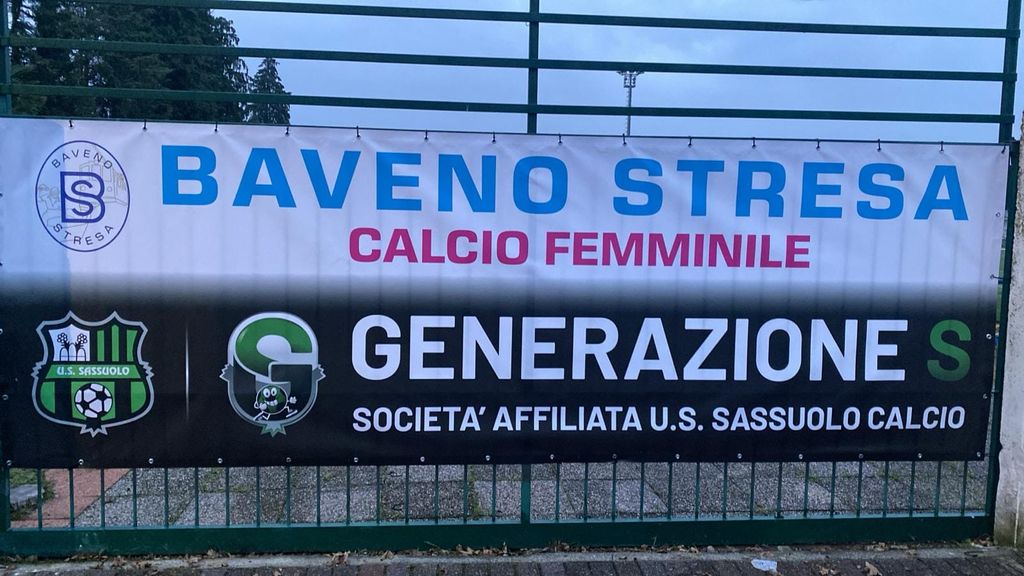 BAVENO
BS
STRESA
BAVENO STRESA
CALCIO FEMMINILE
U.S. SASSUOLO
G
GENERAZIONE S
SOCIETA' AFFILIATA U.S. SASSUOLO CALCIO